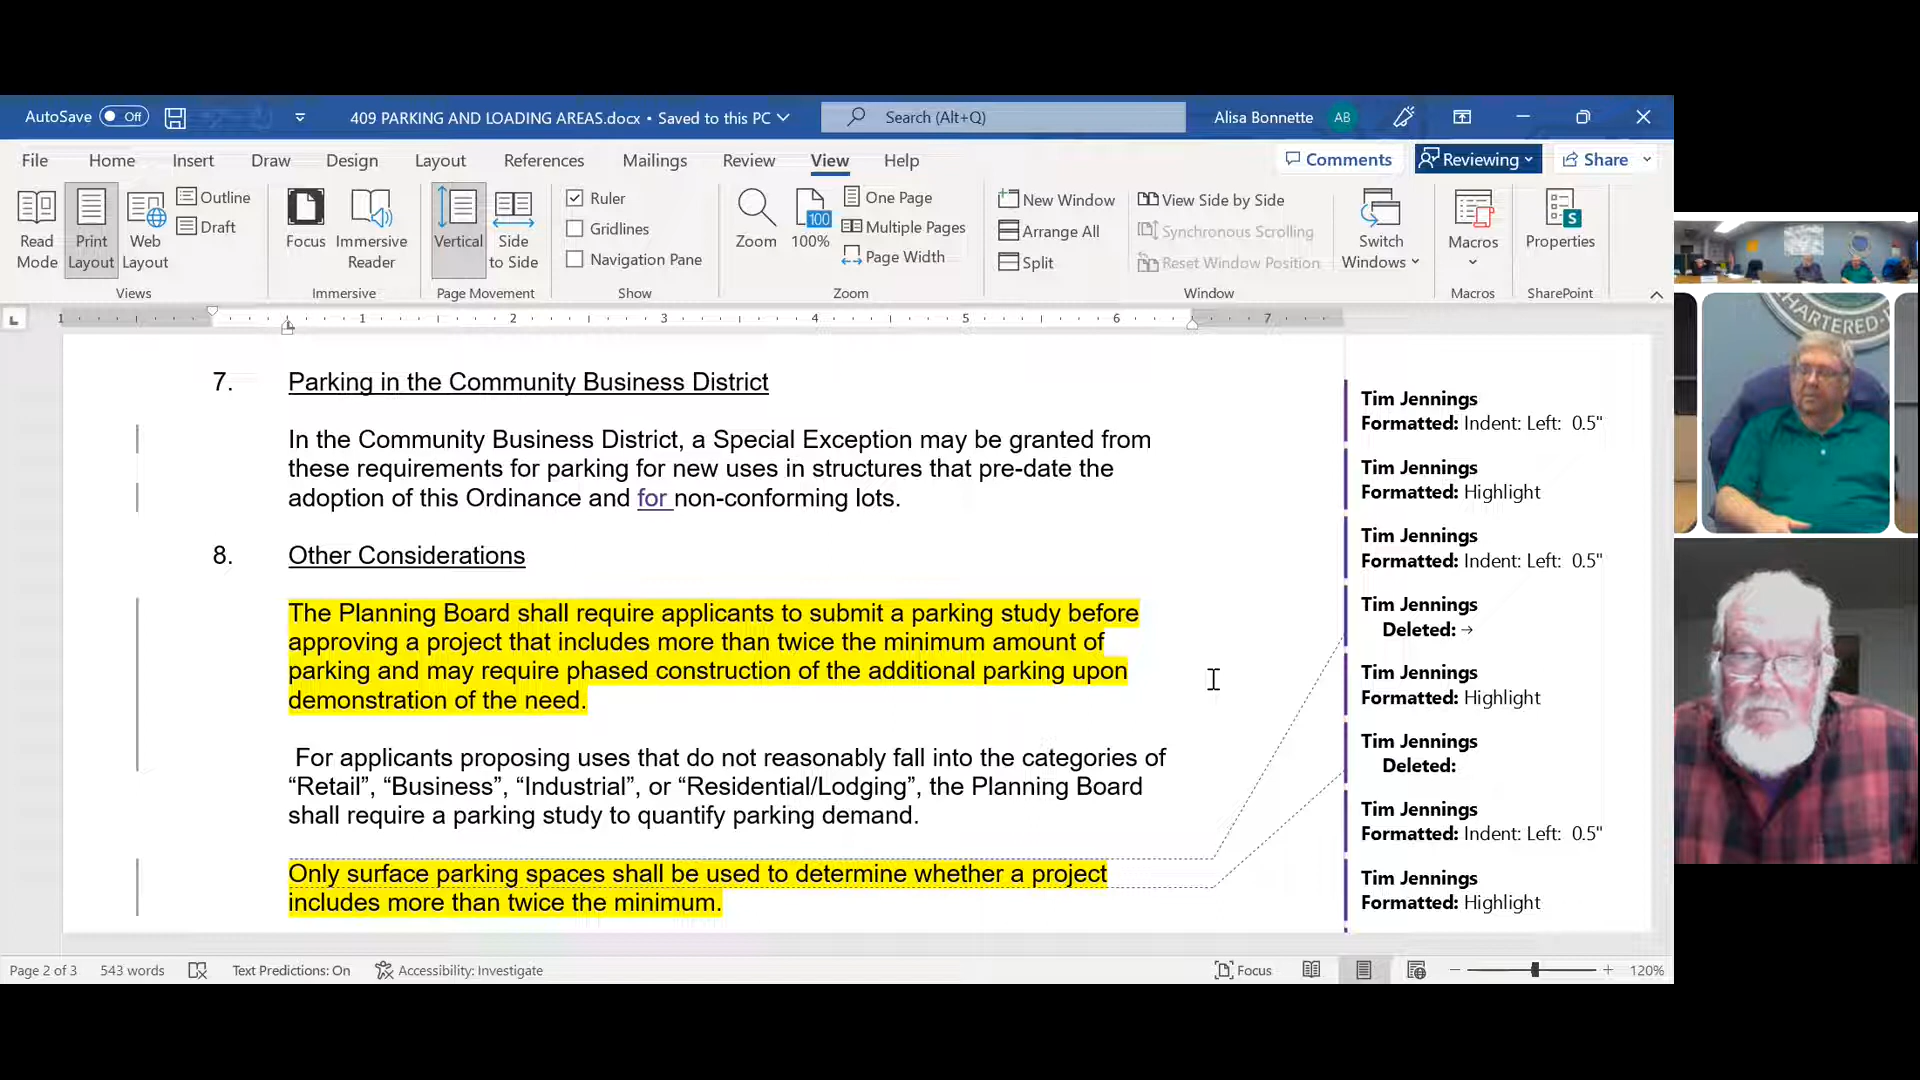 AutoSave Off 409 PARKING AND LOADING AREAS.docx • Saved to this PC Search (Alt+Q) Alisa Bonnette AB
File Home Insert Draw Design Layout References Mailings Review View Help Comments Reviewing Share
Read Mode
Print Layout
Web Layout
Outline
Draft
Views
Focus
Immersive Reader
Immersive
Vertical
Side to Side
Page Movement
Ruler
Gridlines
Navigation Pane
Show
Zoom
100
100%
One Page
Multiple Pages
Page Width
Zoom
New Window
Arrange All
Split
View Side by Side
Synchronous Scrolling
Reset Window Position
Switch Windows
Window
Macros
Macros
S
Properties
SharePoint
L
1 1 2 3 4 5 6 7
7. Parking in the Community Business District
In the Community Business District, a Special Exception may be granted from
these requirements for parking for new uses in structures that pre-date the
adoption of this Ordinance and for non-conforming lots.
8. Other Considerations
The Planning Board shall require applicants to submit a parking study before
approving a project that includes more than twice the minimum amount of
parking and may require phased construction of the additional parking upon
demonstration of the need.
For applicants proposing uses that do not reasonably fall into the categories of
“Retail”, “Business”, “Industrial”, or “Residential/Lodging”, the Planning Board
shall require a parking study to quantify parking demand.
Only surface parking spaces shall be used to determine whether a project
includes more than twice the minimum.
Tim Jennings
Formatted: Indent: Left: 0.5"
Tim Jennings
Formatted: Highlight
Tim Jennings
Formatted: Indent: Left: 0.5"
Tim Jennings
Deleted: →
Tim Jennings
Formatted: Highlight
Tim Jennings
Deleted:
Tim Jennings
Formatted: Indent: Left: 0.5"
Tim Jennings
Formatted: Highlight
CHARTERED
Page 2 of 3 543 words Text Predictions: On Accessibility: Investigate Focus 120%